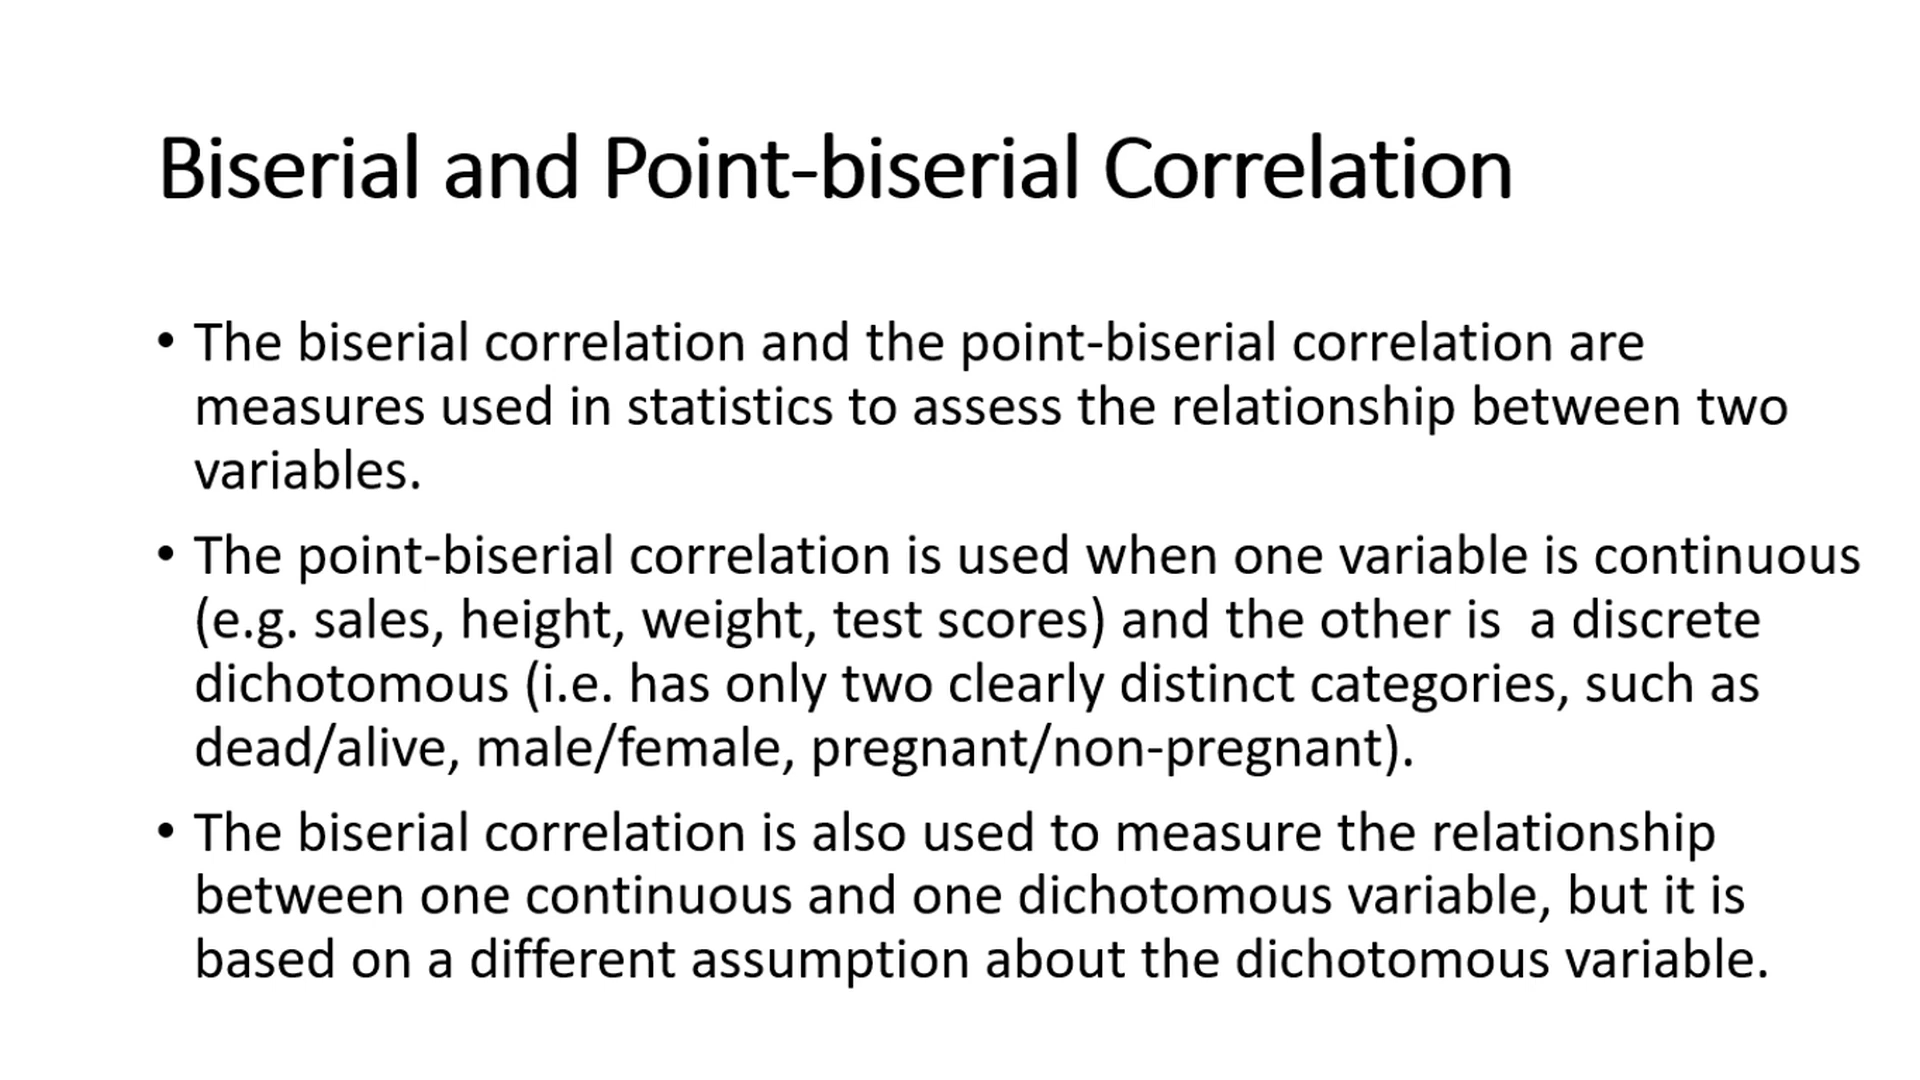 Biserial and Point-biserial Correlation
• The biserial correlation and the point-biserial correlation are
measures used in statistics to assess the relationship between two
variables.
• The point-biserial correlation is used when one variable is continuous
(e.g. sales, height, weight, test scores) and the other is  a discrete
dichotomous (i.e. has only two clearly distinct categories, such as
dead/alive, male/female, pregnant/non-pregnant).
• The biserial correlation is also used to measure the relationship
between one continuous and one dichotomous variable, but it is
based on a different assumption about the dichotomous variable.